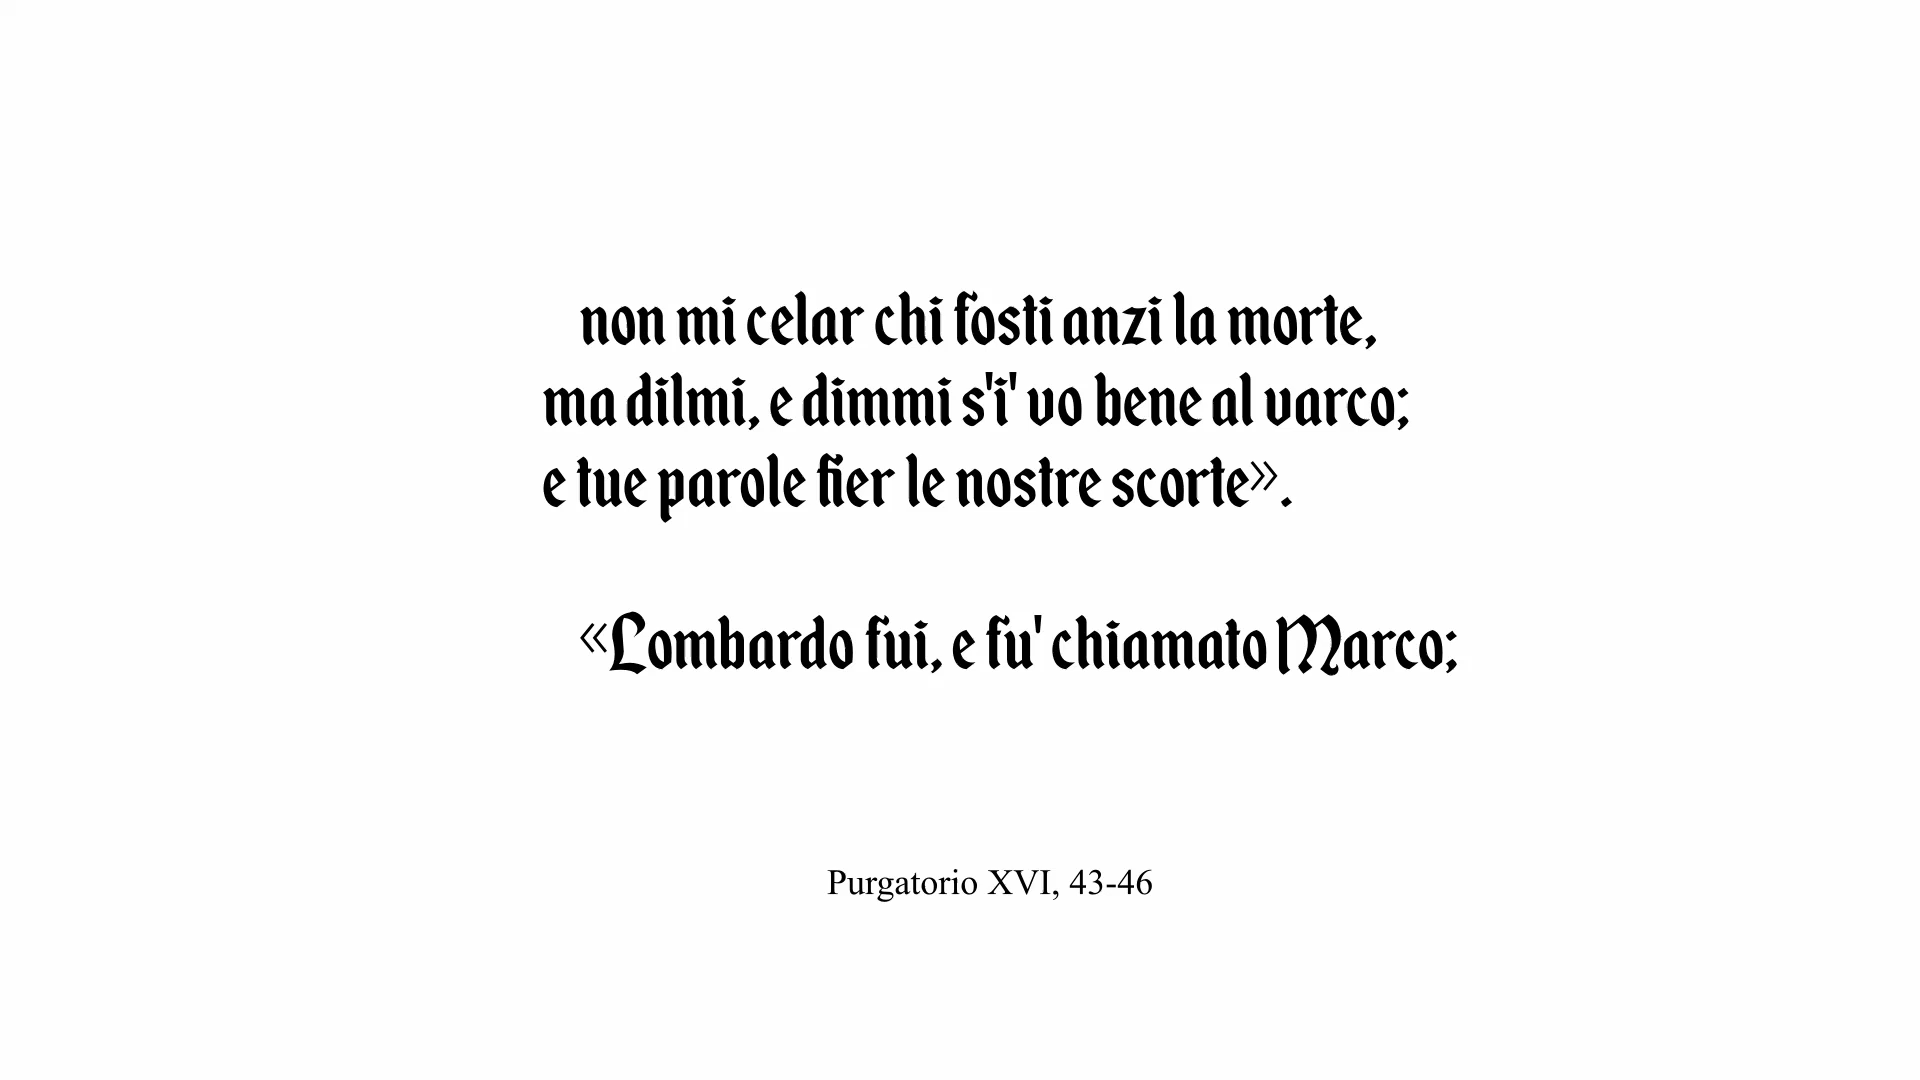 non mi celar chi fosti anzi la morte,
ma dilmi, e dimmi s'i' vo bene al varco;
e tue parole fier le nostre scorte».
«Lombardo fui, e fu' chiamato Marco;
Purgatorio XVI, 43-46